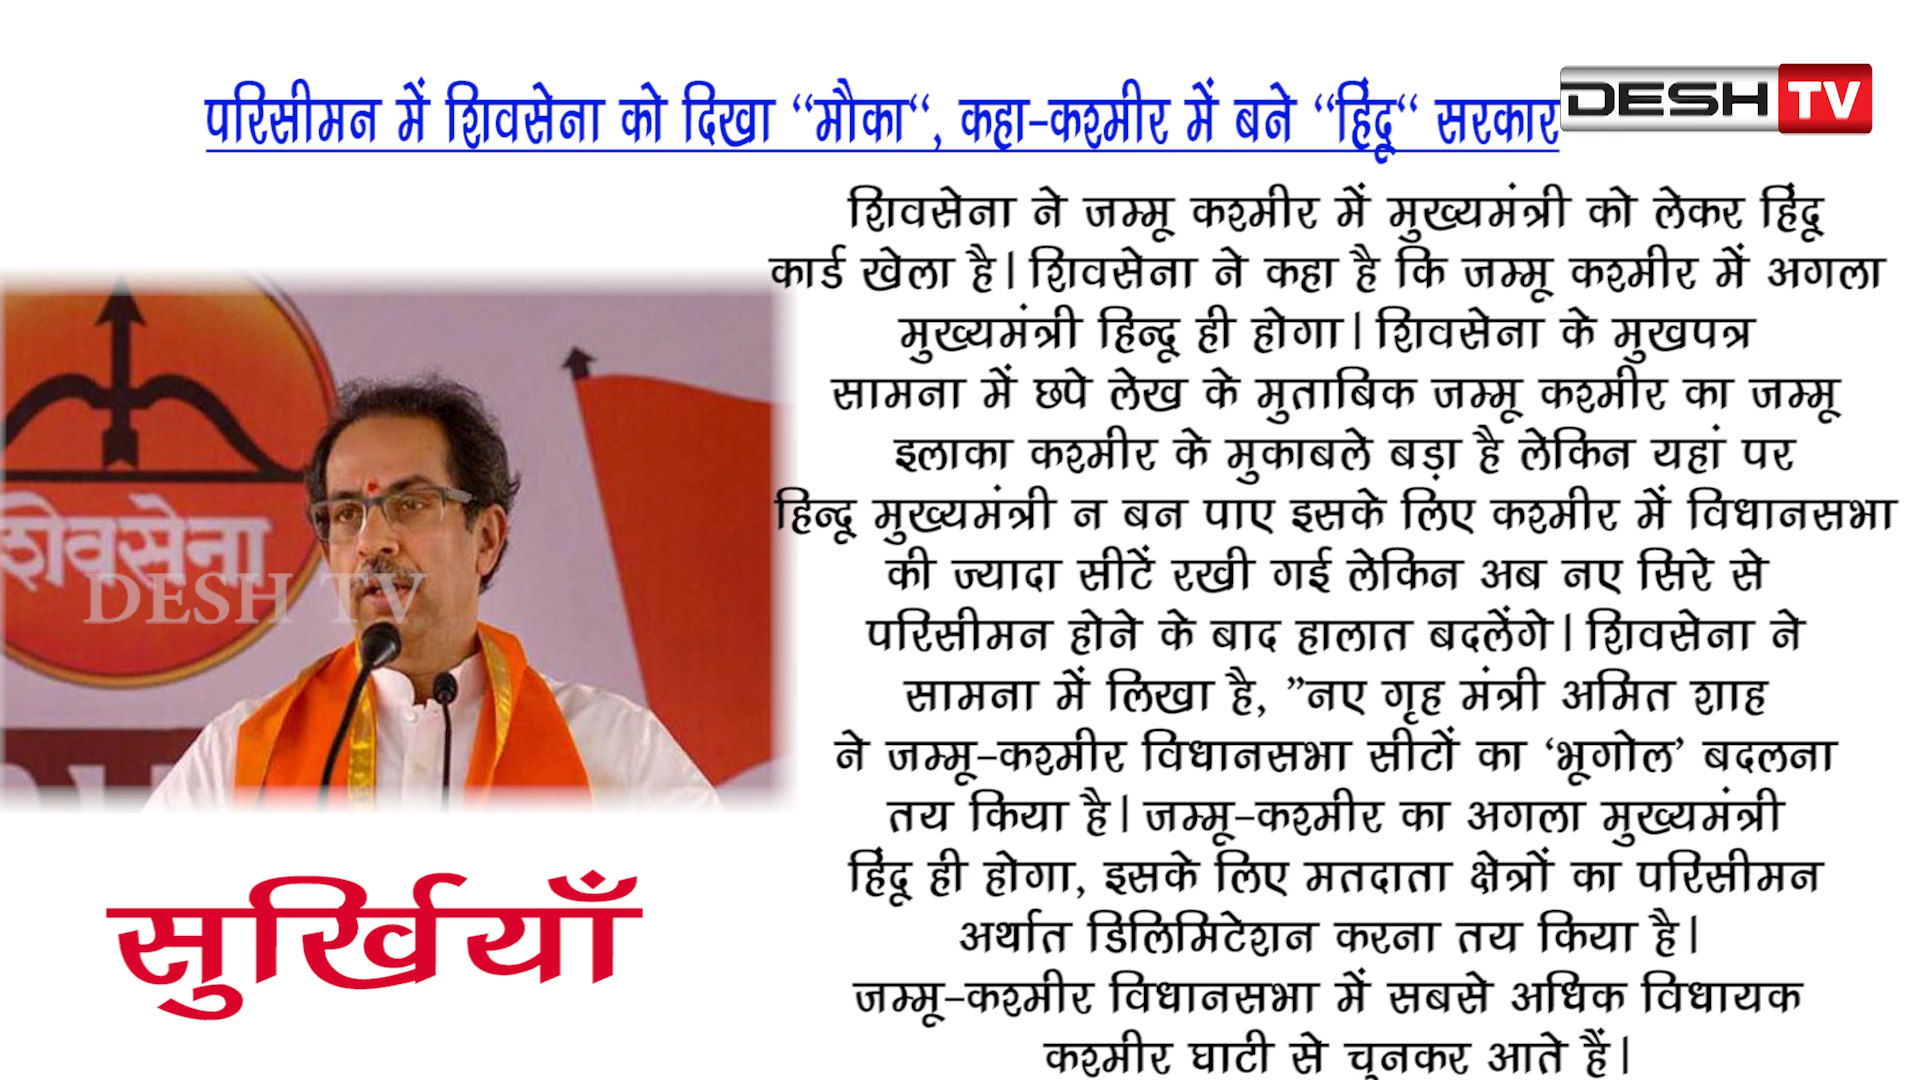 परिसीमन में शिवसेना को दिखा “मौका“, कहा-कश्मीर में बने “हिंदू“ सरकार
DESH TV
शिवसेना ने जम्मू कश्मीर में मुख्यमंत्री को लेकर हिंदू
कार्ड खेला है। शिवसेना ने कहा है कि जम्मू कश्मीर में अगला
मुख्यमंत्री हिन्दू ही होगा। शिवसेना के मुखपत्र
सामना में छपे लेख के मुताबिक जम्मू कश्मीर का जम्मू
इलाका कश्मीर के मुकाबले बड़ा है लेकिन यहां पर
हिन्दू मुख्यमंत्री न बन पाए इसके लिए कश्मीर में विधानसभा
की ज्यादा सीटें रखी गई लेकिन अब नए सिरे से
परिसीमन होने के बाद हालात बदलेंगे। शिवसेना ने
सामना में लिखा है, ”नए गृह मंत्री अमित शाह
ने जम्मू-कश्मीर विधानसभा सीटों का ‘भूगोल’ बदलना
तय किया है। जम्मू-कश्मीर का अगला मुख्यमंत्री
हिंदू ही होगा, इसके लिए मतदाता क्षेत्रों का परिसीमन
अर्थात डिलिमिटेशन करना तय किया है।
जम्मू-कश्मीर विधानसभा में सबसे अधिक विधायक
कश्मीर घाटी से चुनकर आते हैं।
शिवसेना
DESH TV
सुर्खियाँ